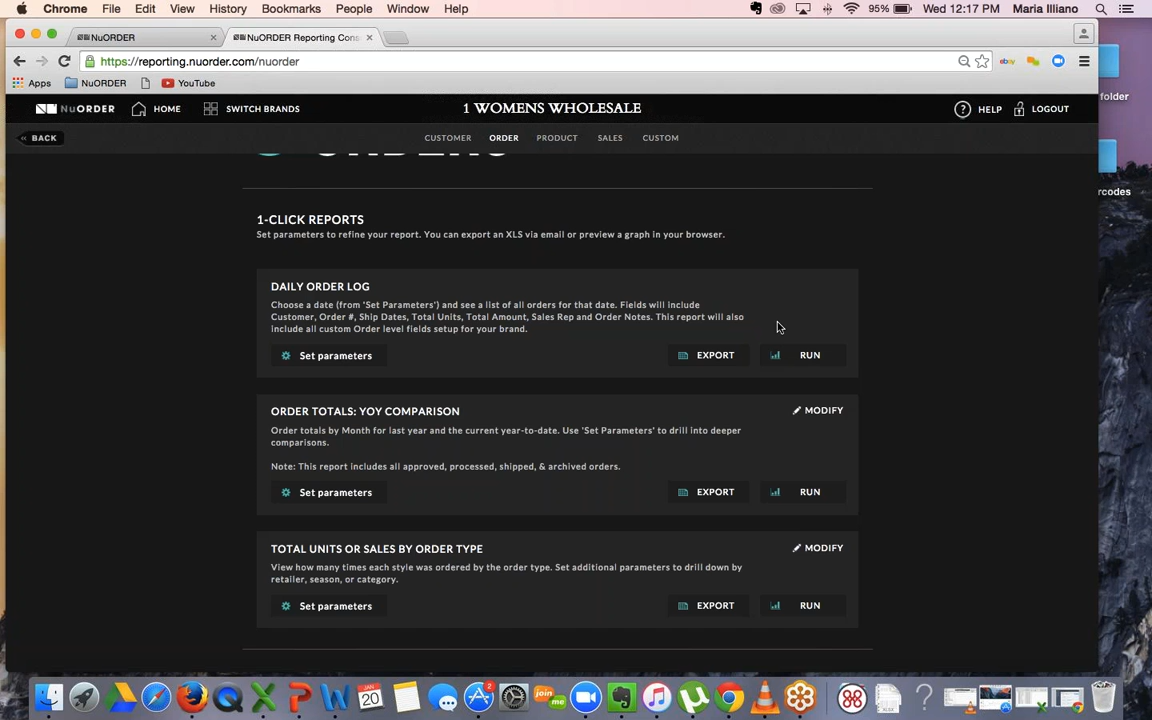 Chrome File Edit View History Bookmarks People Window Help 95% Wed 12:17 PM Maria Illiano
NuORDER NuORDER Reporting Cons
https://reporting.nuorder.com/nuorder ebay
Apps NuORDER YouTube
folder
NUORDER HOME SWITCH BRANDS 1 WOMENS WHOLESALE ? HELP LOGOUT
« BACK CUSTOMER ORDER PRODUCT SALES CUSTOM
rcodes
1-CLICK REPORTS
Set parameters to refine your report. You can export an XLS via email or preview a graph in your browser.
DAILY ORDER LOG
Choose a date (from 'Set Parameters') and see a list of all orders for that date. Fields will include
Customer, Order #, Ship Dates, Total Units, Total Amount, Sales Rep and Order Notes. This report will also
include all custom Order level fields setup for your brand.
Set parameters EXPORT RUN
ORDER TOTALS: YOY COMPARISON MODIFY
Order totals by Month for last year and the current year-to-date. Use 'Set Parameters' to drill into deeper
comparisons.
Note: This report includes all approved, processed, shipped, & archived orders.
Set parameters EXPORT RUN
TOTAL UNITS OR SALES BY ORDER TYPE MODIFY
View how many times each style was ordered by the order type. Set additional parameters to drill down by
retailer, season, or category.
Set parameters EXPORT RUN
JAN
20
2
join.me